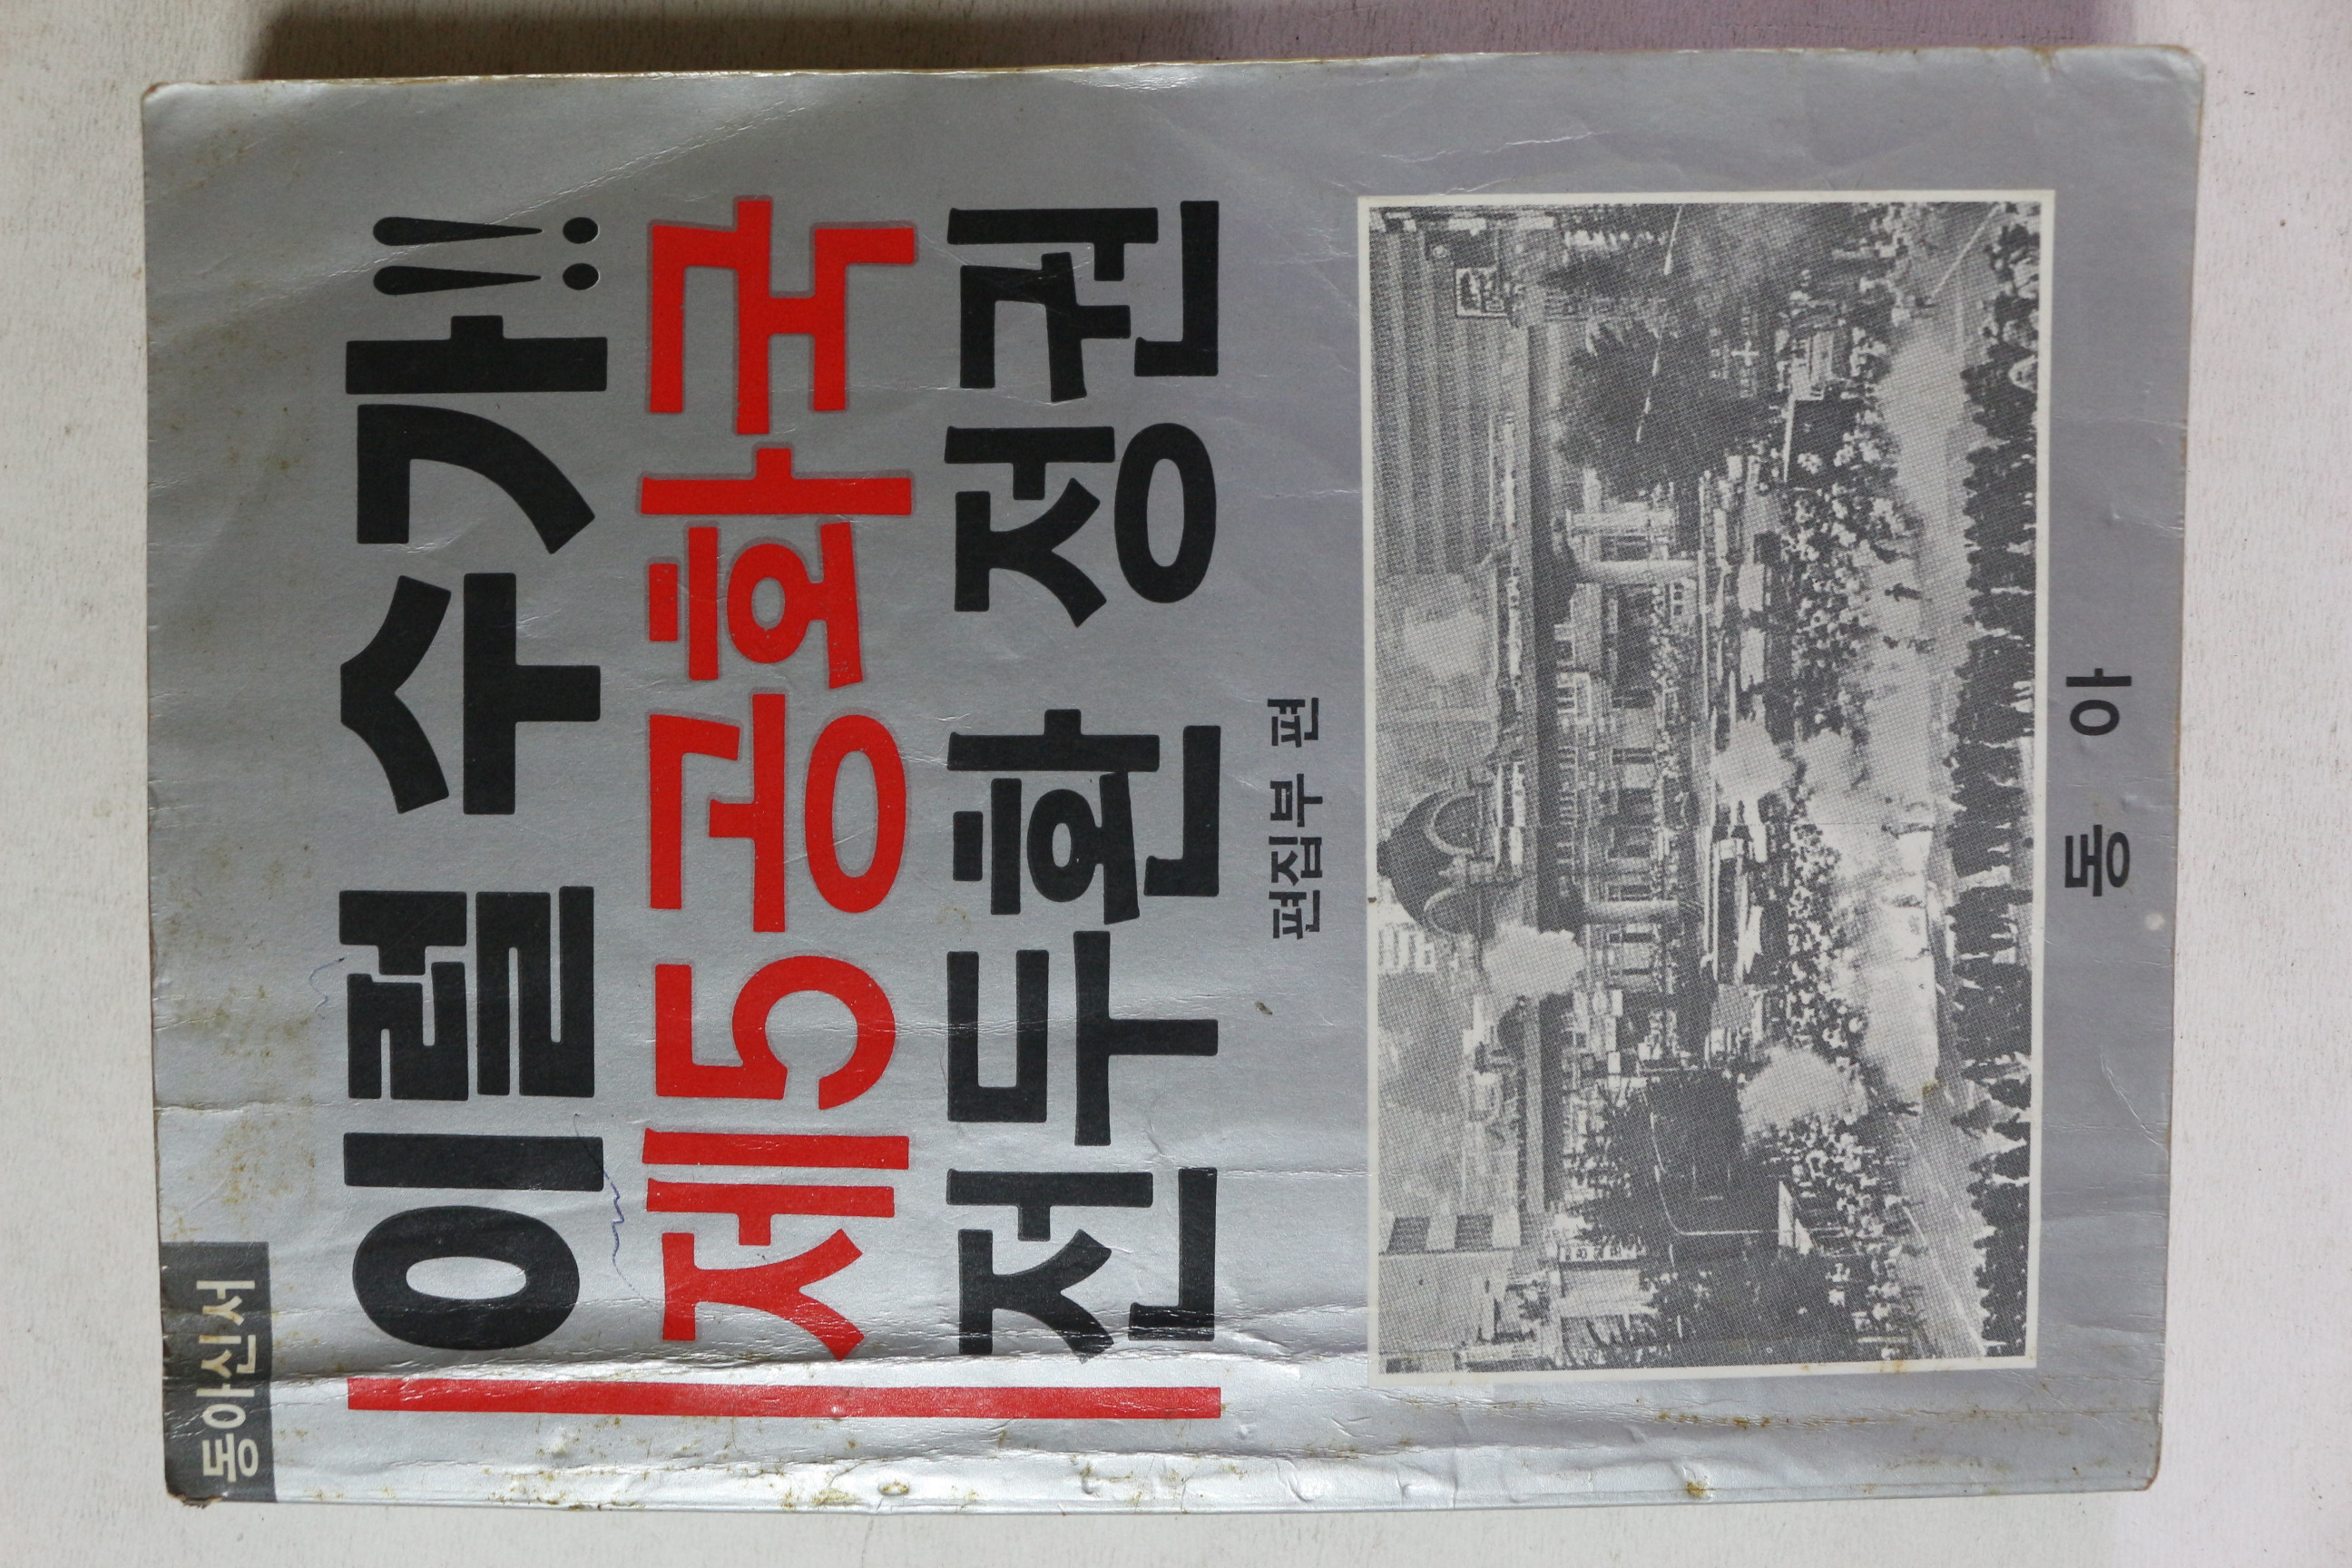 동아신서
이럴 수가!!
제5공화국
전두환 정권
편집부 편
동아